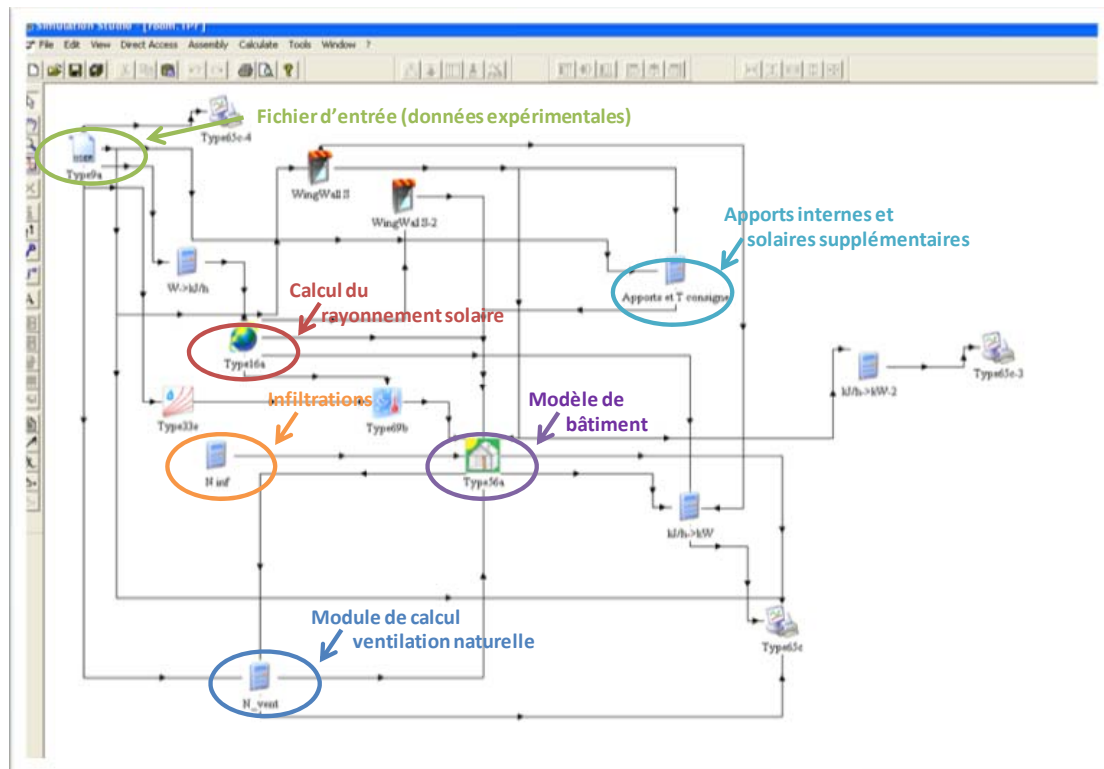 Simulation Studio - [room.TPF]
File Edit View Direct Access Assembly Calculate Tools Window ?
Fichier d'entrée (données expérimentales)
Type65c-4
Type9a
WingWall S
WingWall S-2
Apports internes et
solaires supplémentaires
W->kJ/h
Calcul du
rayonnement solaire
Apports et T consigne
Type16a
Type65c-3
kJ/h->kW-2
Infiltrations
Modèle de
bâtiment
Type33e
Type69b
N inf
Type56a
kJ/h->kW
Module de calcul
ventilation naturelle
Type65c
N_vent